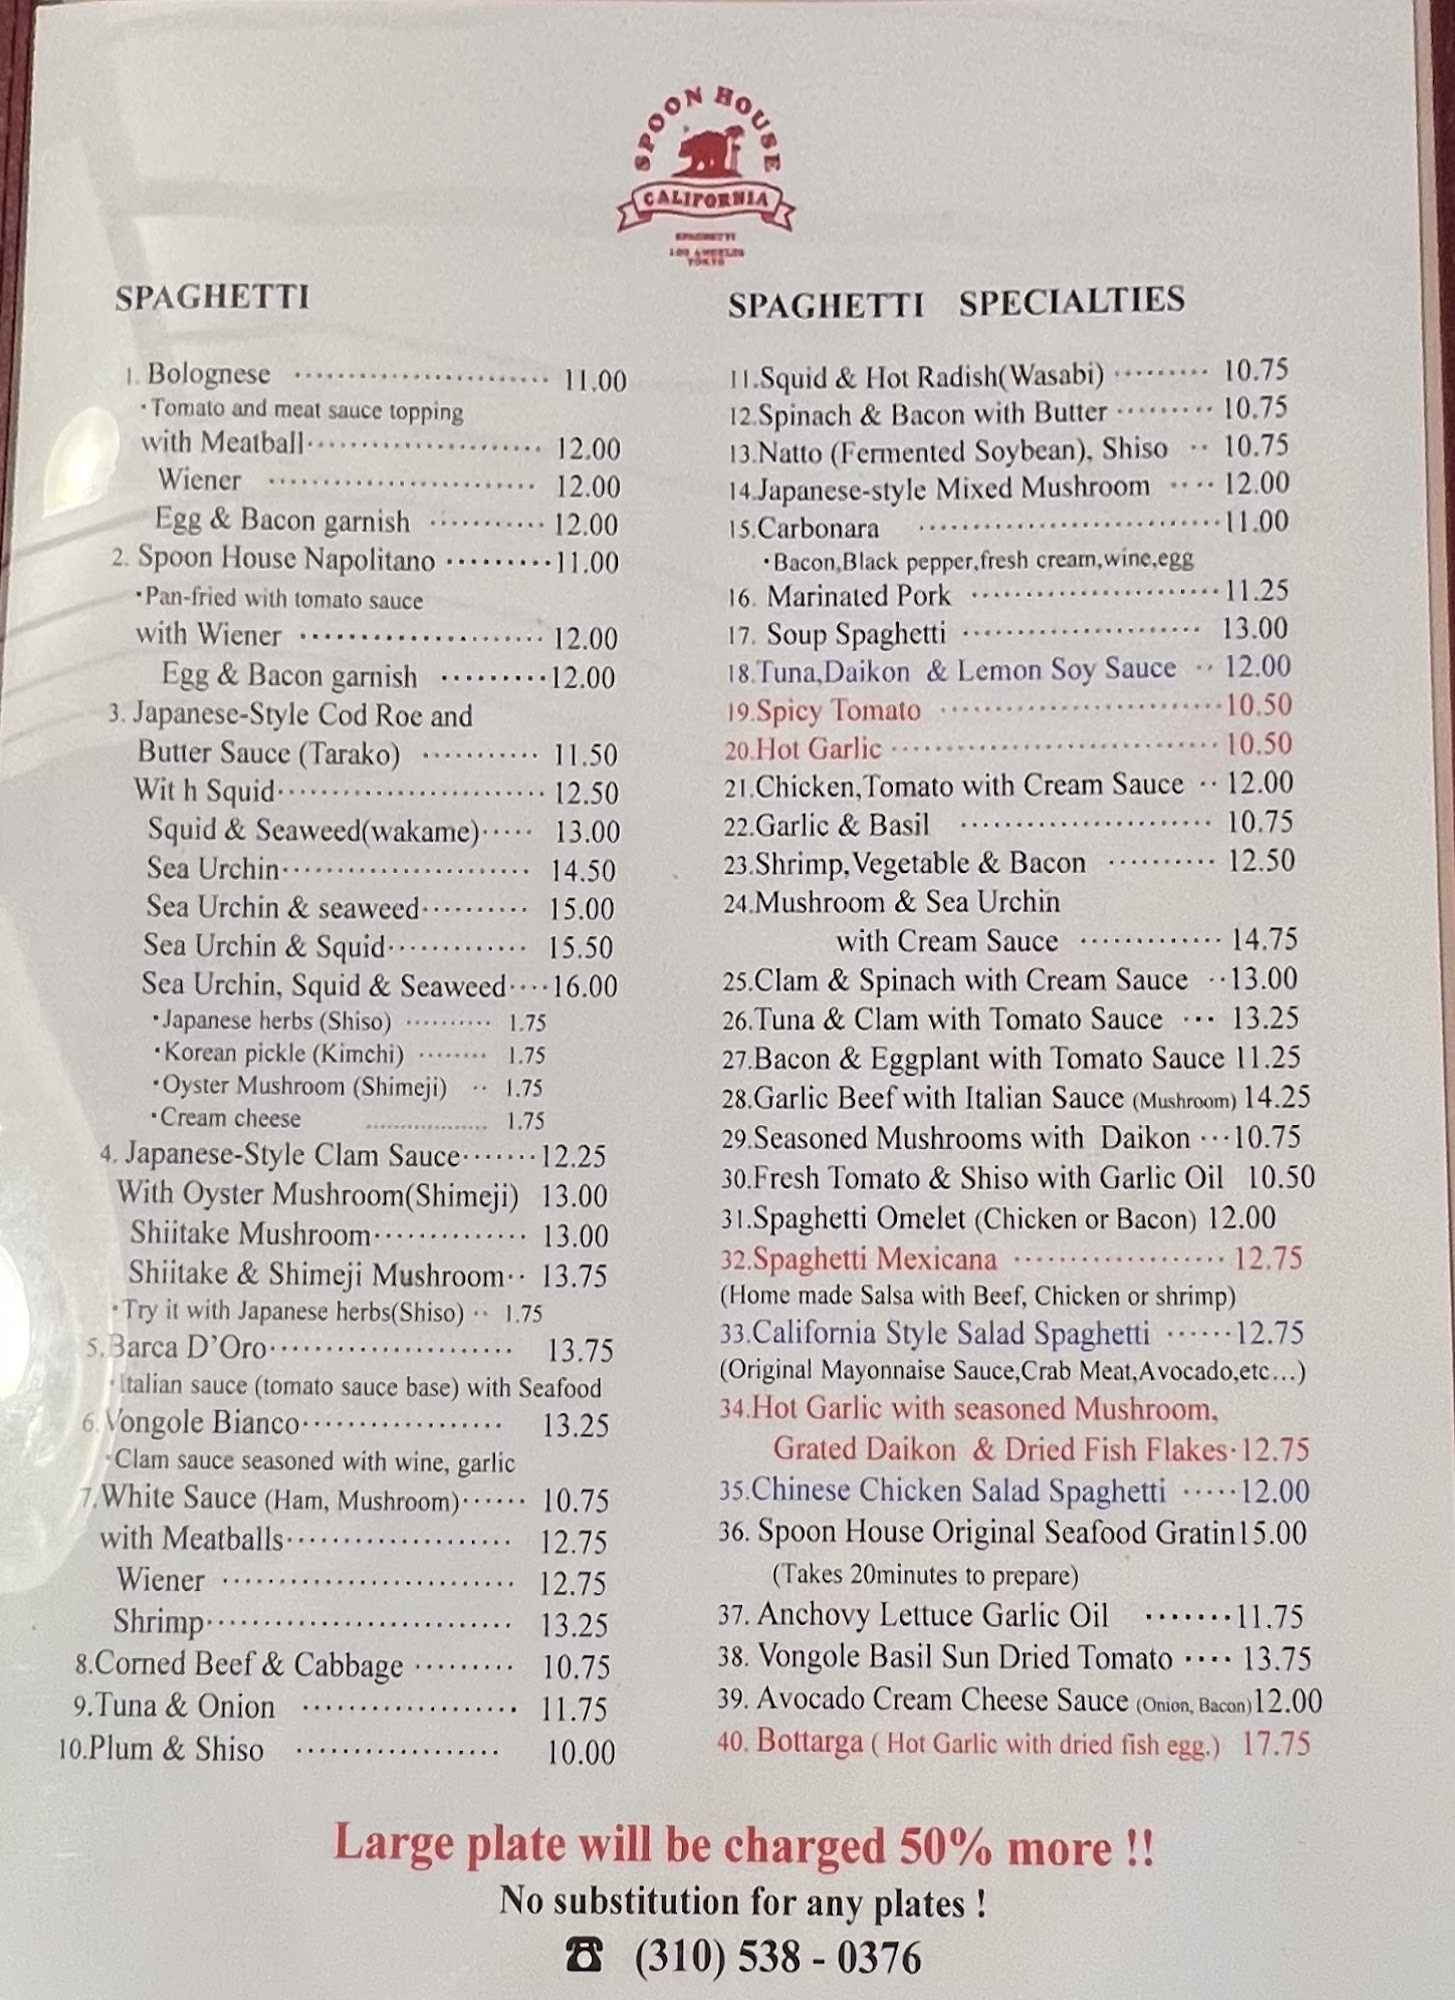 SPOON HOUSE
CALIFORNIA
SPAGHETTI
LOS ANGELES
TOKYO
SPAGHETTI
1. Bolognese ························ 11.00
·Tomato and meat sauce topping
with Meatball······················ 12.00
Wiener ························· 12.00
Egg & Bacon garnish ··········· 12.00
2. Spoon House Napolitano ·········11.00
·Pan-fried with tomato sauce
with Wiener ······················ 12.00
Egg & Bacon garnish ·········12.00
3. Japanese-Style Cod Roe and
Butter Sauce (Tarako) ··········· 11.50
Wit h Squid························· 12.50
Squid & Seaweed(wakame)····· 13.00
Sea Urchin······················· 14.50
Sea Urchin & seaweed·········· 15.00
Sea Urchin & Squid············· 15.50
Sea Urchin, Squid & Seaweed····16.00
·Japanese herbs (Shiso) ·········· 1.75
·Korean pickle (Kimchi) ········ 1.75
·Oyster Mushroom (Shimeji) ·· 1.75
·Cream cheese ................... 1.75
4. Japanese-Style Clam Sauce·······12.25
With Oyster Mushroom(Shimeji) 13.00
Shiitake Mushroom·············· 13.00
Shiitake & Shimeji Mushroom·· 13.75
·Try it with Japanese herbs(Shiso) ·· 1.75
5.Barca D'Oro······················ 13.75
·Italian sauce (tomato sauce base) with Seafood
6.Vongole Bianco··················· 13.25
·Clam sauce seasoned with wine, garlic
7.White Sauce (Ham, Mushroom)······ 10.75
with Meatballs····················· 12.75
Wiener ··························· 12.75
Shrimp···························· 13.25
8.Corned Beef & Cabbage ········· 10.75
9.Tuna & Onion ··················· 11.75
10.Plum & Shiso ·················· 10.00
SPAGHETTI SPECIALTIES
11.Squid & Hot Radish(Wasabi) ········· 10.75
12.Spinach & Bacon with Butter ········· 10.75
13.Natto (Fermented Soybean), Shiso ·· 10.75
14.Japanese-style Mixed Mushroom ···· 12.00
15.Carbonara ····························11.00
·Bacon,Black pepper,fresh cream,wine,egg
16. Marinated Pork ·······················11.25
17. Soup Spaghetti ······················ 13.00
18.Tuna,Daikon & Lemon Soy Sauce ·· 12.00
19.Spicy Tomato ··························10.50
20.Hot Garlic ······························ 10.50
21.Chicken,Tomato with Cream Sauce ·· 12.00
22.Garlic & Basil ······················· 10.75
23.Shrimp,Vegetable & Bacon ·········· 12.50
24.Mushroom & Sea Urchin
with Cream Sauce ············· 14.75
25.Clam & Spinach with Cream Sauce ··13.00
26.Tuna & Clam with Tomato Sauce ··· 13.25
27.Bacon & Eggplant with Tomato Sauce 11.25
28.Garlic Beef with Italian Sauce (Mushroom) 14.25
29.Seasoned Mushrooms with Daikon ···10.75
30.Fresh Tomato & Shiso with Garlic Oil 10.50
31.Spaghetti Omelet (Chicken or Bacon) 12.00
32.Spaghetti Mexicana ···················· 12.75
(Home made Salsa with Beef, Chicken or shrimp)
33.California Style Salad Spaghetti ······12.75
(Original Mayonnaise Sauce,Crab Meat,Avocado,etc…)
34.Hot Garlic with seasoned Mushroom,
Grated Daikon & Dried Fish Flakes·12.75
35.Chinese Chicken Salad Spaghetti ·····12.00
36. Spoon House Original Seafood Gratin15.00
(Takes 20minutes to prepare)
37. Anchovy Lettuce Garlic Oil ·······11.75
38. Vongole Basil Sun Dried Tomato ···· 13.75
39. Avocado Cream Cheese Sauce (Onion, Bacon)12.00
40. Bottarga ( Hot Garlic with dried fish egg.) 17.75
Large plate will be charged 50% more !!
No substitution for any plates !
☎ (310) 538 - 0376